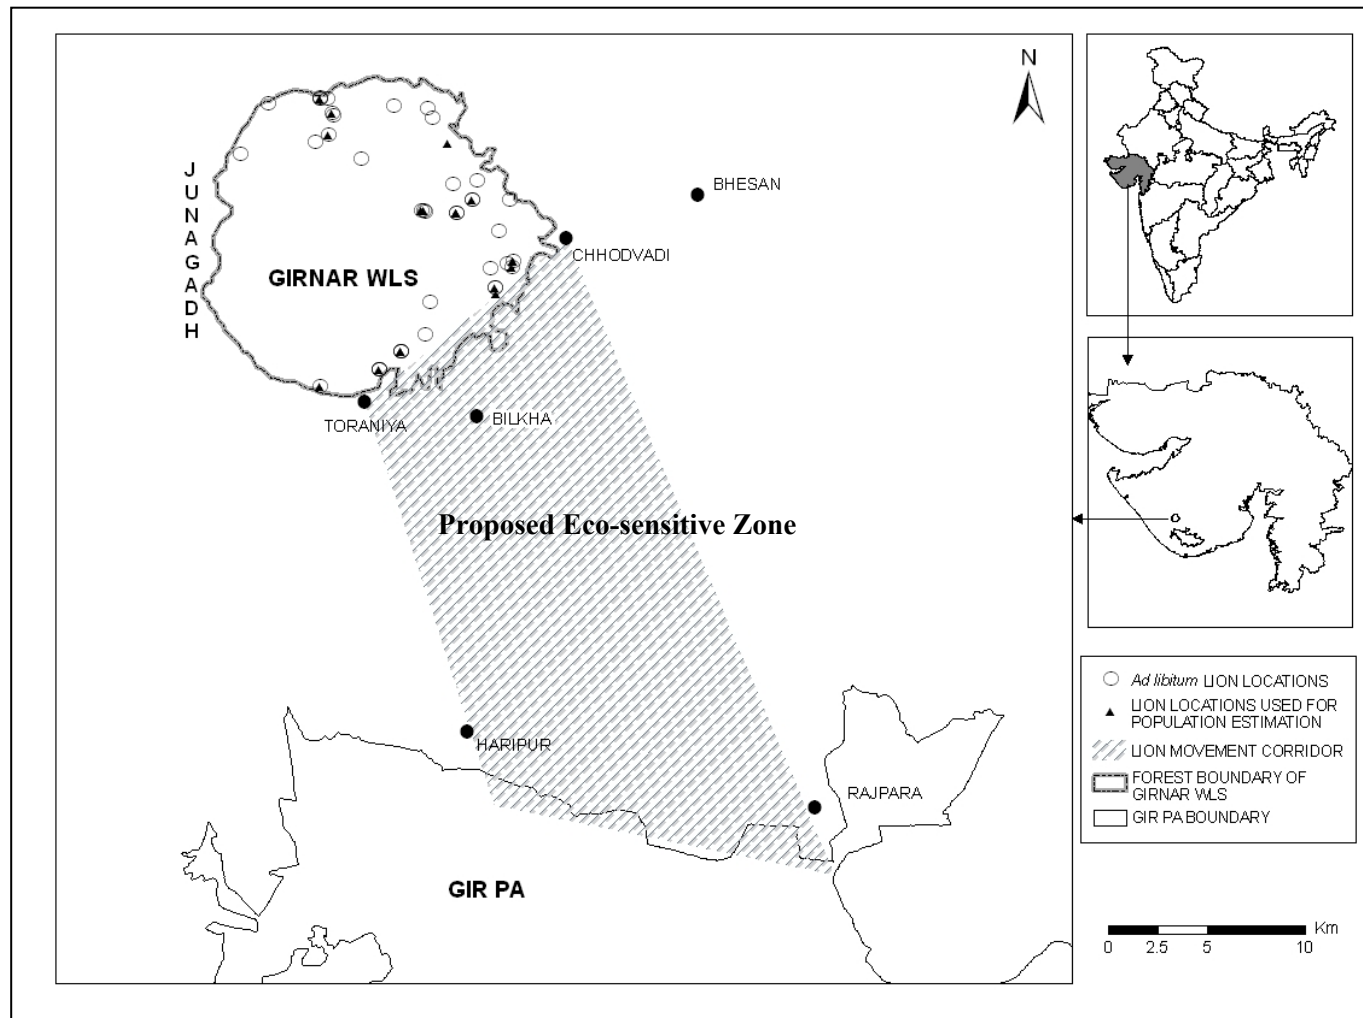 N
JUNAGADH
BHESAN
CHHODVADI
GIRNAR WLS
TORANIYA
BILKHA
Proposed Eco-sensitive Zone
HARIPUR
RAJPARA
GIR PA
Ad libitum LION LOCATIONS
LION LOCATIONS USED FOR
POPULATION ESTIMATION
LION MOVEMENT CORRIDOR
FOREST BOUNDARY OF
GIRNAR WLS
GIR PA BOUNDARY
Km
0 2.5 5 10